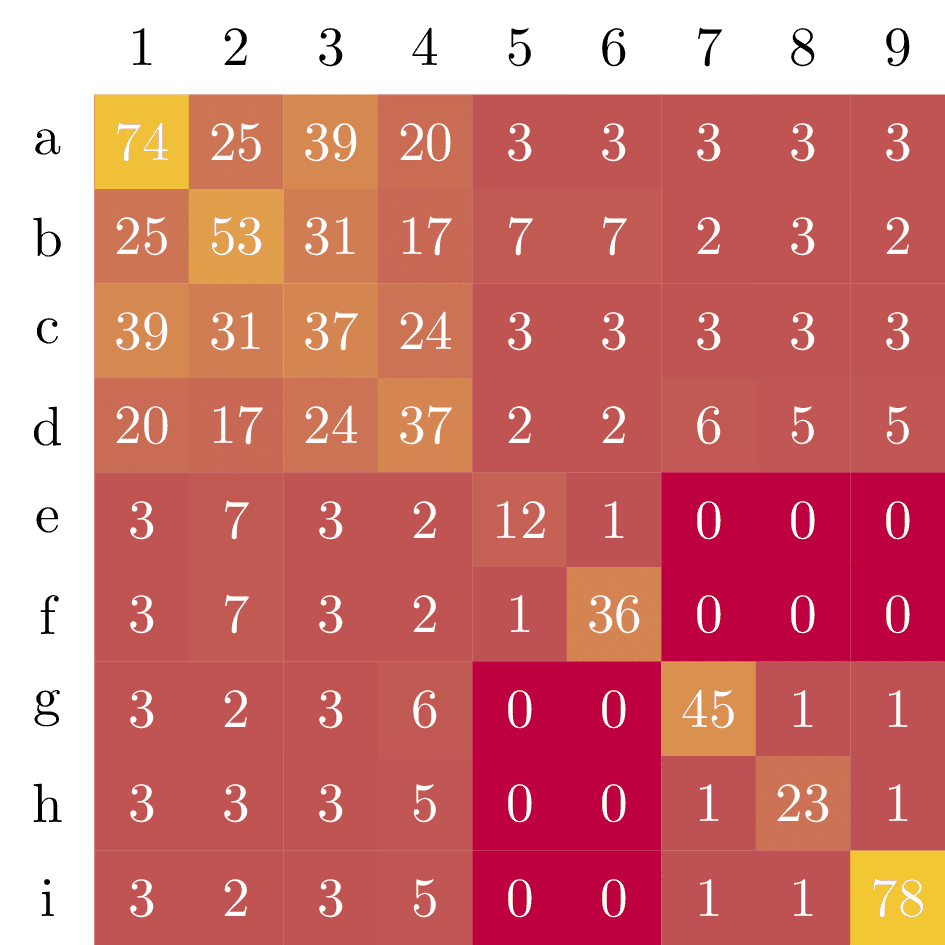 1 2 3 4 5 6 7 8 9
a 74 25 39 20 3 3 3 3 3
b 25 53 31 17 7 7 2 3 2
c 39 31 37 24 3 3 3 3 3
d 20 17 24 37 2 2 6 5 5
e 3 7 3 2 12 1 0 0 0
f 3 7 3 2 1 36 0 0 0
g 3 2 3 6 0 0 45 1 1
h 3 3 3 5 0 0 1 23 1
i 3 2 3 5 0 0 1 1 78